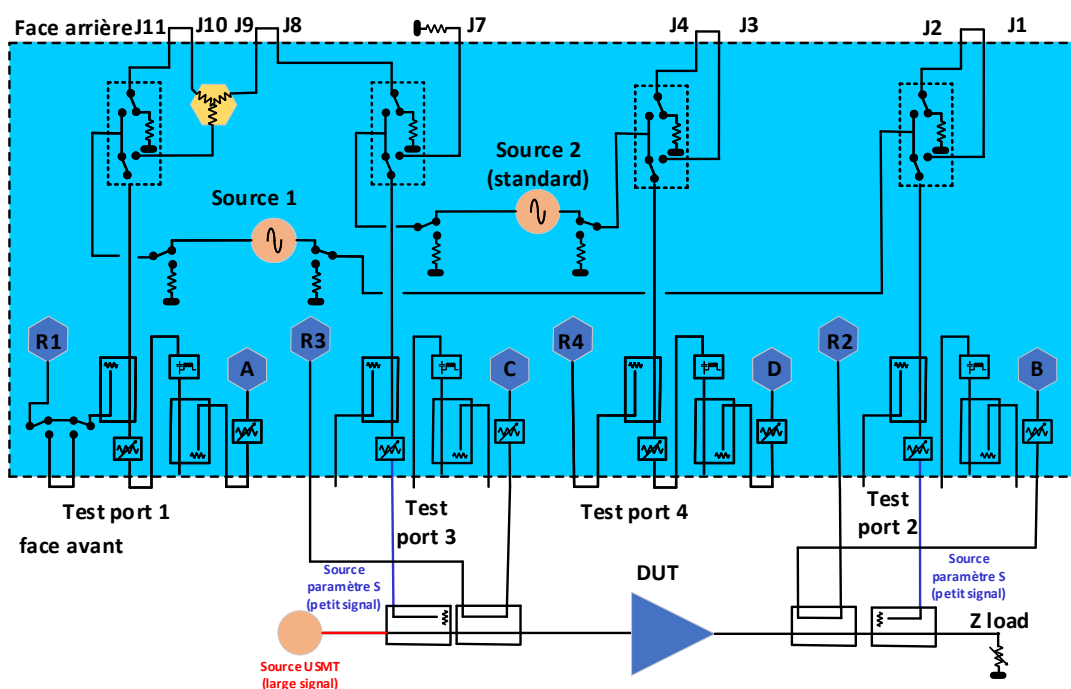 Face arrière J11 J10 J9 J8 J7 J4 J3 J2 J1
Source 2
(standard)
Source 1
R1
R3
R4
R2
A
C
D
B
Test port 1
Test
port 3
Test port 4
Test
port 2
face avant
Source
paramètre S
(petit signal)
DUT
Source
paramètre S
(petit signal)
Z load
Source USMT
(large signal)